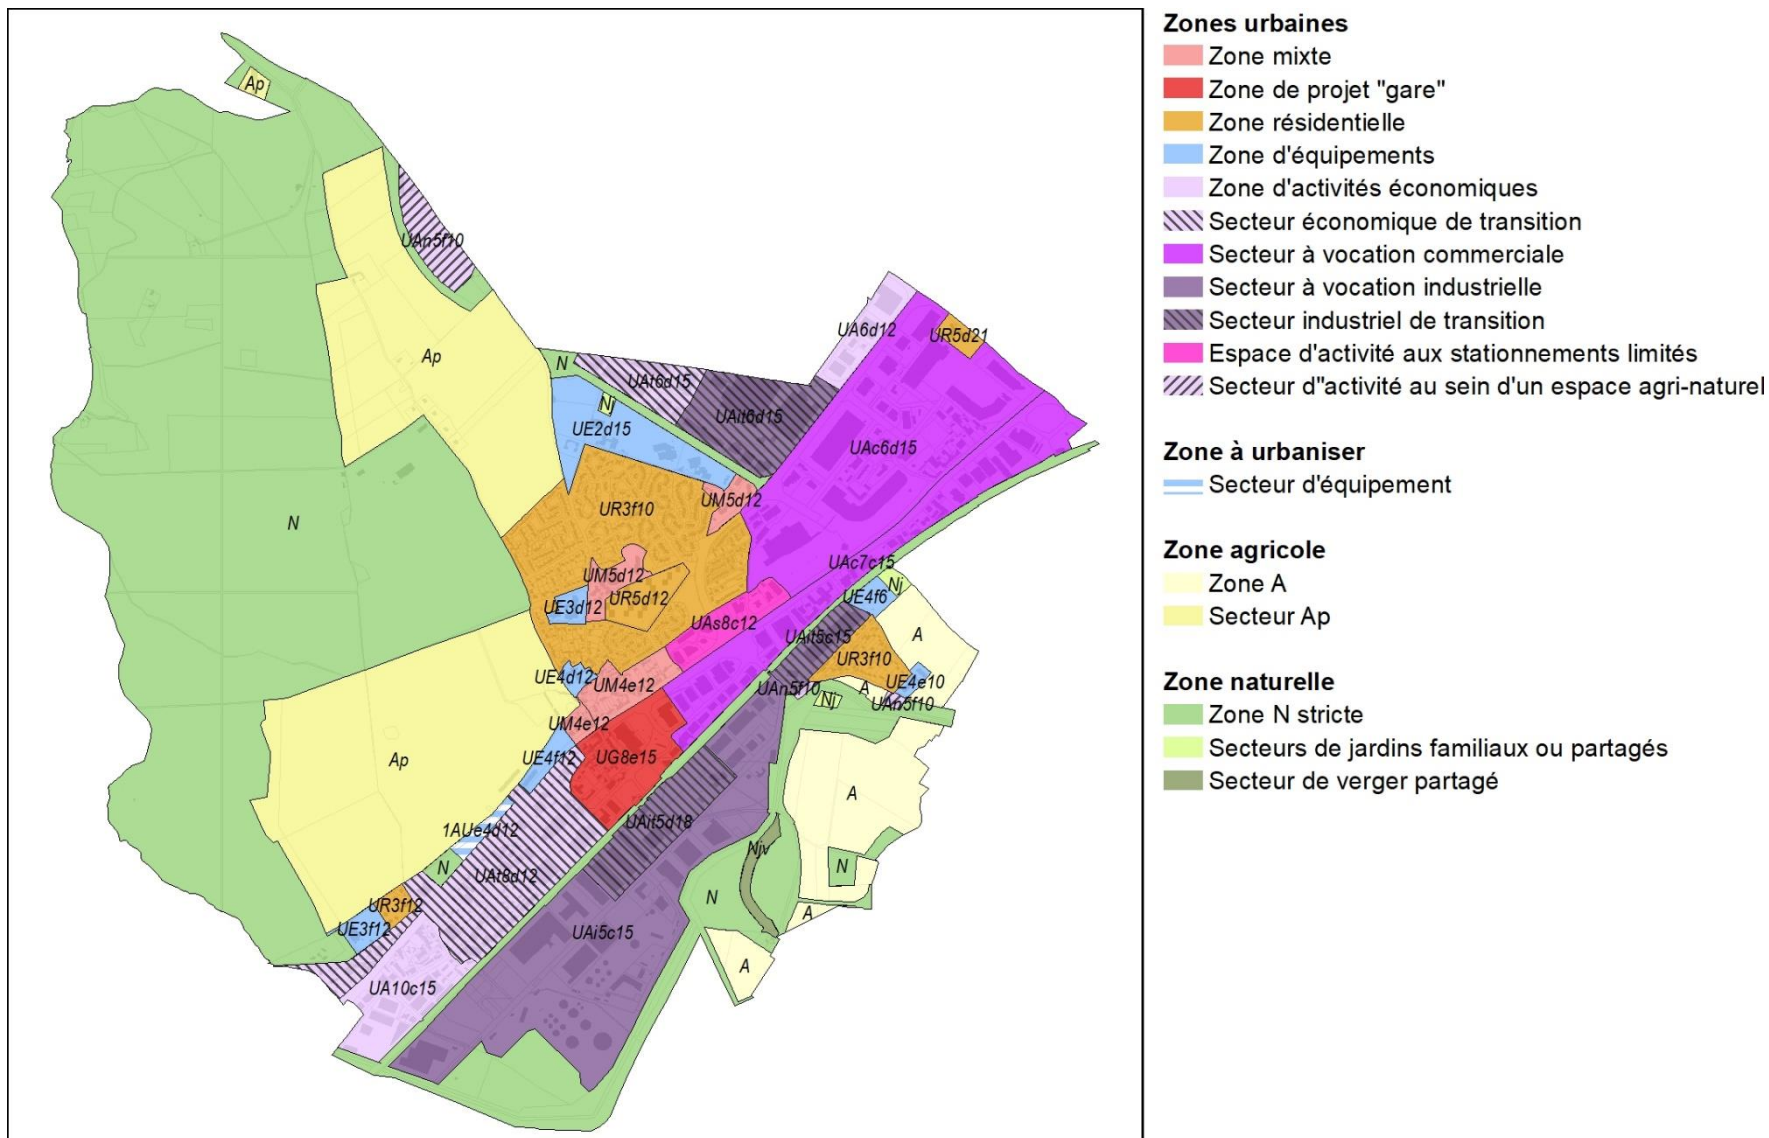 Zones urbaines
Zone mixte
Zone de projet "gare"
Zone résidentielle
Zone d'équipements
Zone d'activités économiques
Secteur économique de transition
Secteur à vocation commerciale
Secteur à vocation industrielle
Secteur industriel de transition
Espace d'activité aux stationnements limités
Secteur d"activité au sein d'un espace agri-naturel
Zone à urbaniser
Secteur d'équipement
Zone agricole
Zone A
Secteur Ap
Zone naturelle
Zone N stricte
Secteurs de jardins familiaux ou partagés
Secteur de verger partagé
Ap
UAn5f10
UA6d12
UR5d21
Ap
N
UAt6d15
Nj
UAit6d15
UE2d15
UAc6d15
UM5d12
UR3f10
N
UAc7c15
UM5d12
Nj
UE4f6
UR5d12
UE3d12
UAs8c12
UAit5c15
A
UR3f10
UE4d12
UM4e12
UE4e10
UAn5f10
A
Nj
UAn5f10
UM4e12
UG8e15
UE4f12
Ap
A
UAit5d18
1AUe4d12
Njv
N
UAt8d12
N
N
UR3f12
A
UE3f12
UAi5c15
A
UA10c15